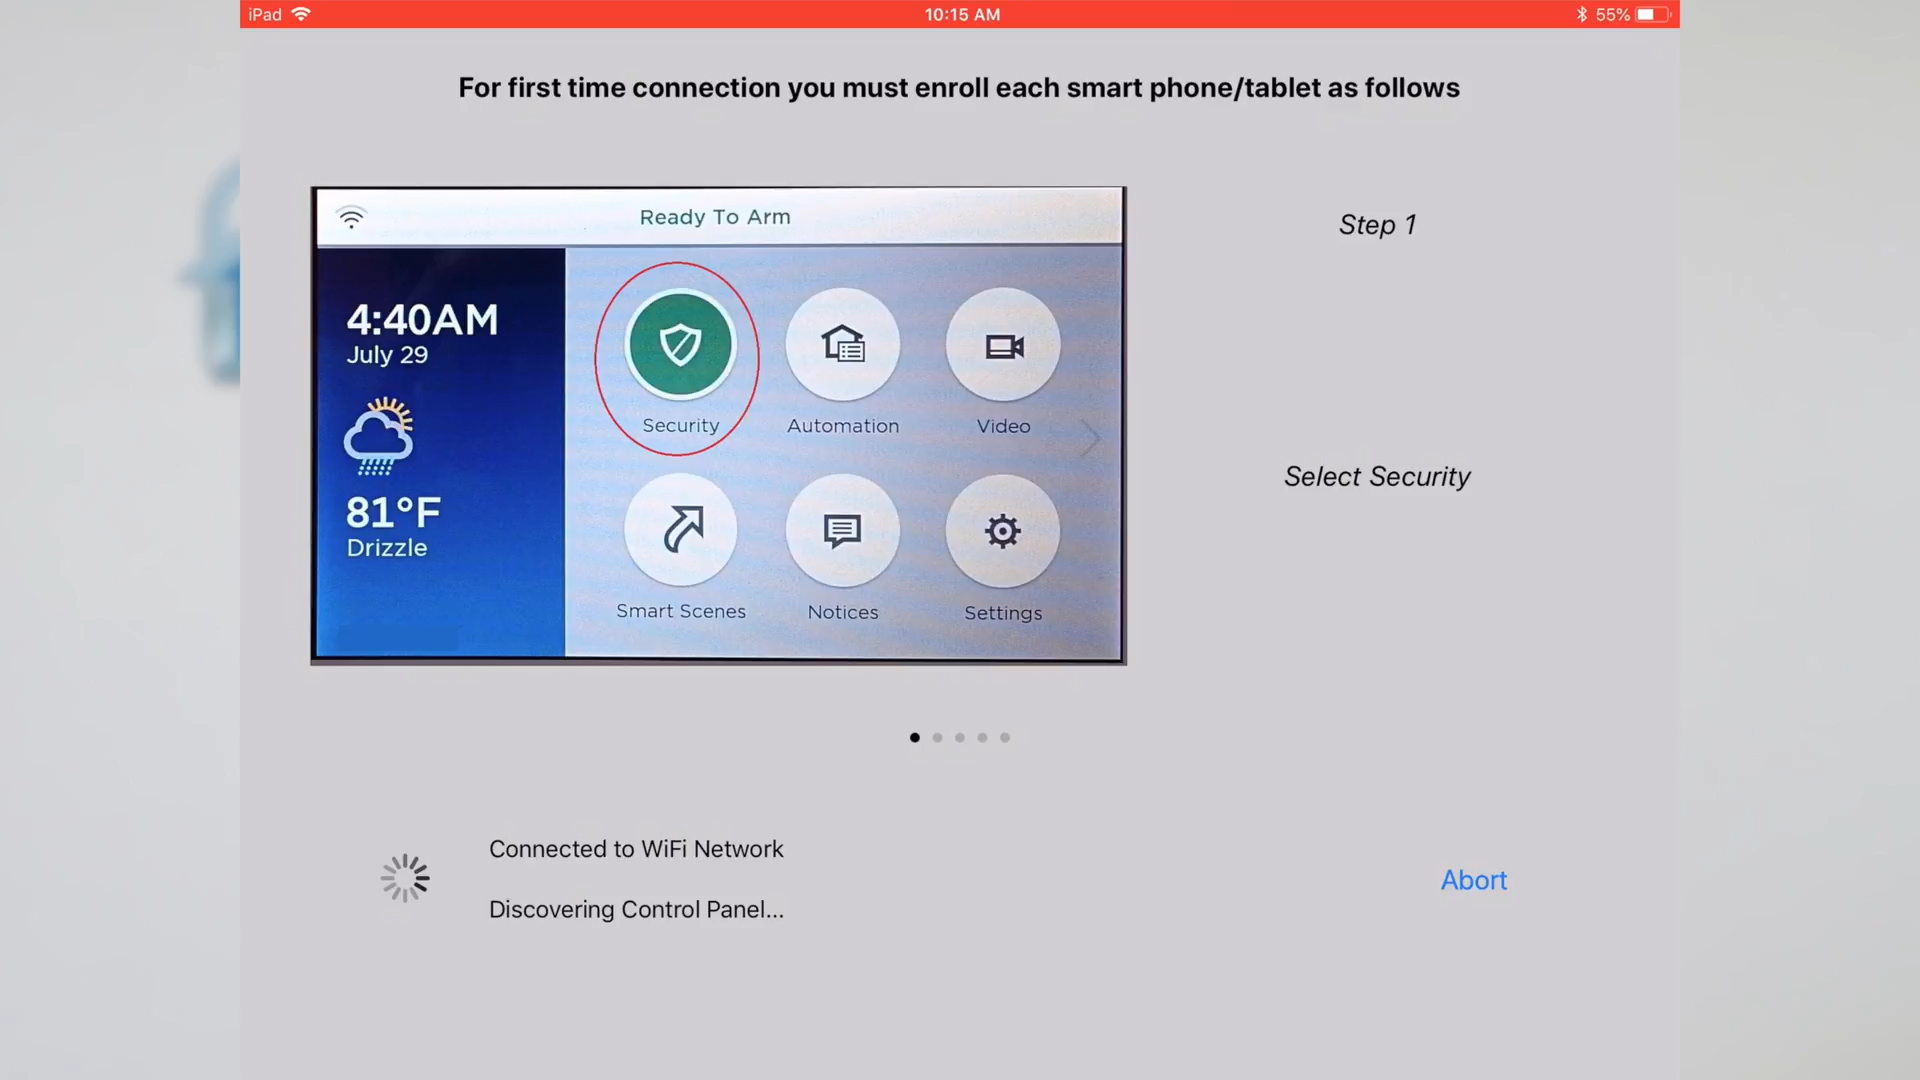 iPad
10:15 AM
55%
For first time connection you must enroll each smart phone/tablet as follows
Ready To Arm
Step 1
4:40AM
July 29
81°F
Drizzle
Security
Automation
Video
Smart Scenes
Notices
Settings
Select Security
Connected to WiFi Network
Discovering Control Panel...
Abort